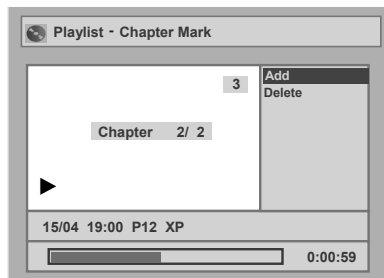 Playlist - Chapter Mark
3
Add
Delete
Chapter 2/ 2
15/04 19:00 P12 XP
0:00:59